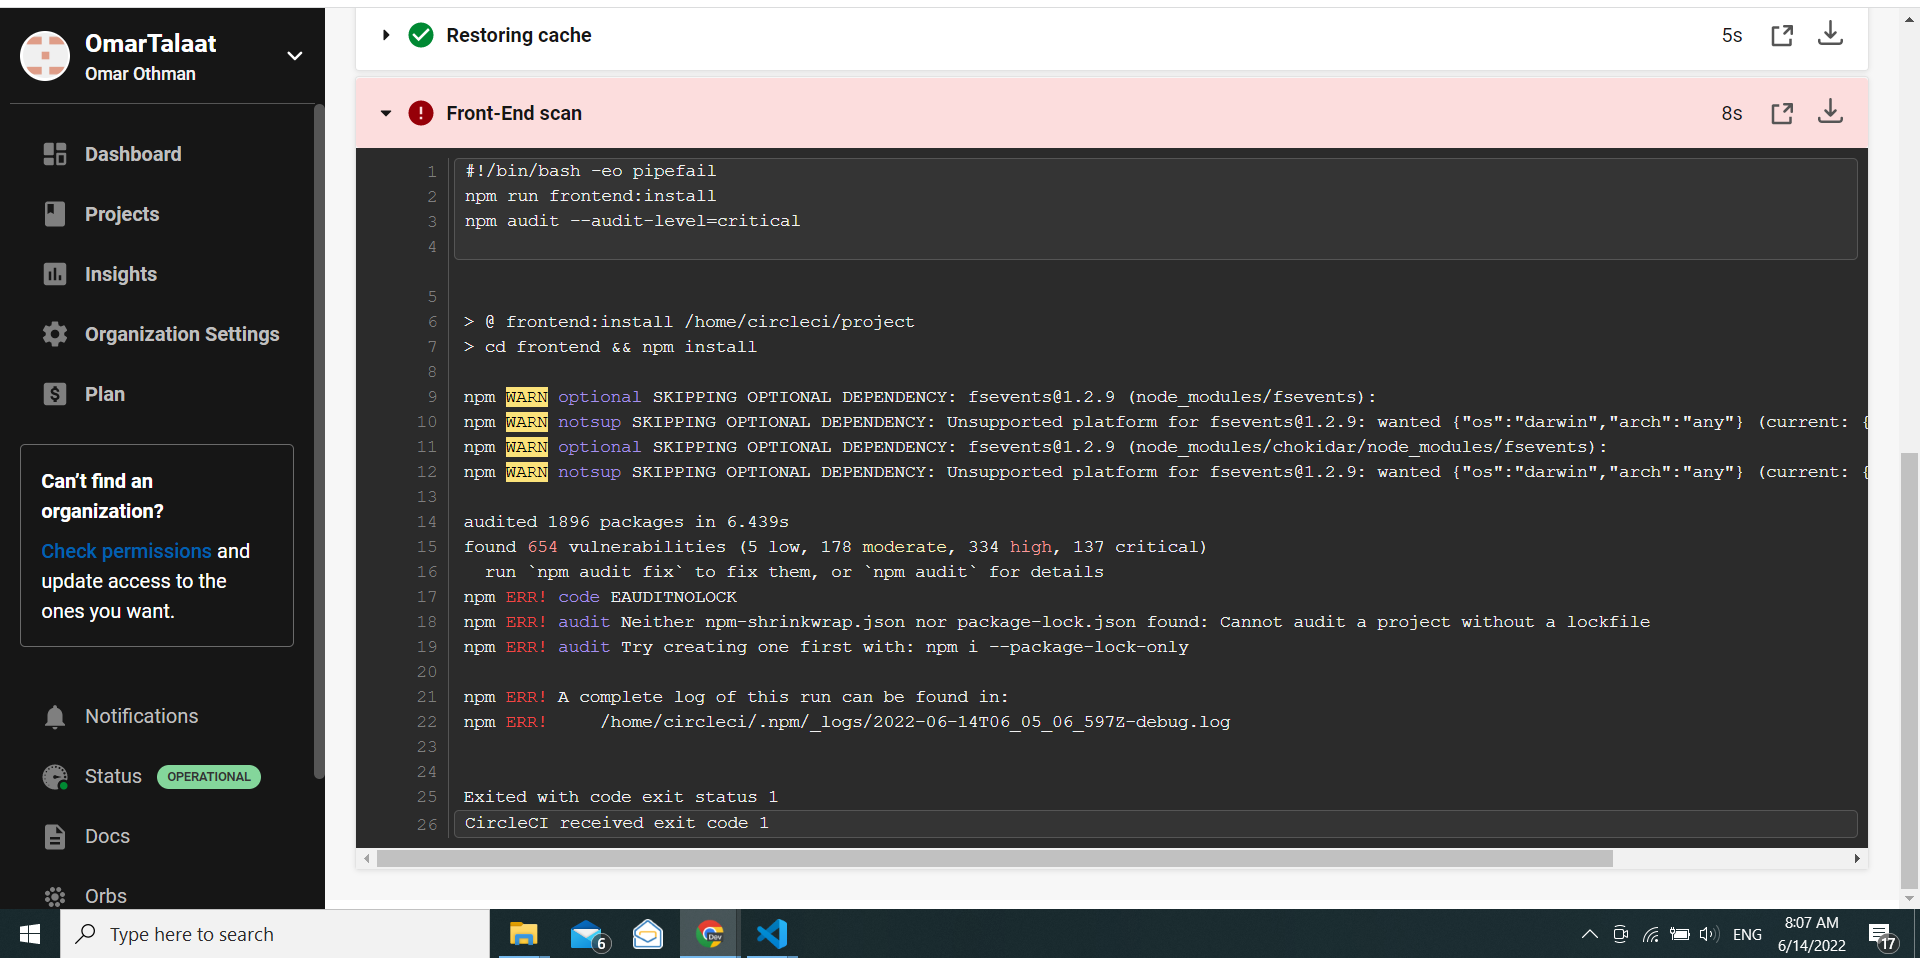 OmarTalaat
Omar Othman
Dashboard
Projects
Insights
Organization Settings
Plan
Can’t find an
organization?
Check permissions and
update access to the
ones you want.
Notifications
Status OPERATIONAL
Docs
Orbs
Restoring cache 5s
Front-End scan 8s
1 #!/bin/bash -eo pipefail
2 npm run frontend:install
3 npm audit --audit-level=critical
4
5
6 > @ frontend:install /home/circleci/project
7 > cd frontend && npm install
8
9 npm WARN optional SKIPPING OPTIONAL DEPENDENCY: fsevents@1.2.9 (node_modules/fsevents):
10 npm WARN notsup SKIPPING OPTIONAL DEPENDENCY: Unsupported platform for fsevents@1.2.9: wanted {"os":"darwin","arch":"any"} (current: {
11 npm WARN optional SKIPPING OPTIONAL DEPENDENCY: fsevents@1.2.9 (node_modules/chokidar/node_modules/fsevents):
12 npm WARN notsup SKIPPING OPTIONAL DEPENDENCY: Unsupported platform for fsevents@1.2.9: wanted {"os":"darwin","arch":"any"} (current: {
13
14 audited 1896 packages in 6.439s
15 found 654 vulnerabilities (5 low, 178 moderate, 334 high, 137 critical)
16 run `npm audit fix` to fix them, or `npm audit` for details
17 npm ERR! code EAUDITNOLOCK
18 npm ERR! audit Neither npm-shrinkwrap.json nor package-lock.json found: Cannot audit a project without a lockfile
19 npm ERR! audit Try creating one first with: npm i --package-lock-only
20
21 npm ERR! A complete log of this run can be found in:
22 npm ERR! /home/circleci/.npm/_logs/2022-06-14T06_05_06_597Z-debug.log
23
24
25 Exited with code exit status 1
26 CircleCI received exit code 1
Type here to search
6
Dev
ENG
8:07 AM
6/14/2022
17